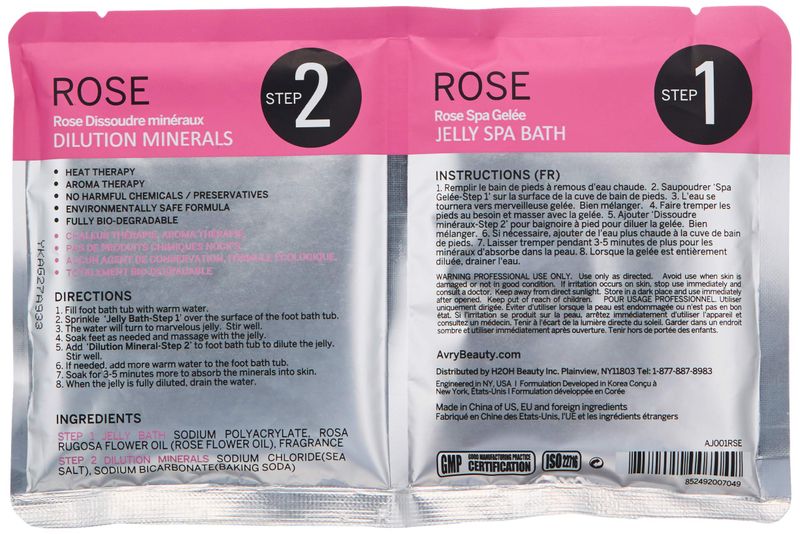 ROSE
Rose Dissoudre minéraux
DILUTION MINERALS
STEP 2
• HEAT THERAPY
• AROMA THERAPY
• NO HARMFUL CHEMICALS / PRESERVATIVES
• ENVIRONMENTALLY SAFE FORMULA
• FULLY BIO-DEGRADABLE
• CHALEUR THÉRAPIE, AROMA THÉRAPIE,
• PAS DE PRODUITS CHIMIQUES NOCIFS,
• AUCUN AGENT DE CONSERVATION, FORMULE ÉCOLOGIQUE,
• TOTALLMENT BIO-DÉGRADABLE
YKA627A933
DIRECTIONS
1. Fill foot bath tub with warm water.
2. Sprinkle 'Jelly Bath-Step 1' over the surface of the foot bath tub.
3. The water will turn to marvelous jelly. Stir well.
4. Soak feet as needed and massage with the jelly.
5. Add 'Dilution Mineral-Step 2' to foot bath tub to dilute the jelly.
Stir well.
6. If needed, add more warm water to the foot bath tub.
7. Soak for 3-5 minutes more to absorb the minerals into skin.
8. When the jelly is fully diluted, drain the water.
INGREDIENTS
STEP 1 JELLY BATH SODIUM POLYACRYLATE, ROSA
RUGOSA FLOWER OIL (ROSE FLOWER OIL), FRAGRANCE
STEP 2 DILUTION MINERALS SODIUM CHLORIDE(SEA
SALT), SODIUM BICARBONATE(BAKING SODA)
ROSE
Rose Spa Gelée
JELLY SPA BATH
STEP 1
INSTRUCTIONS (FR)
1. Remplir le bain de pieds à remous d'eau chaude. 2. Saupoudrer 'Spa
Gelée-Step 1' sur la surface de la cuve de bain de pieds. 3. L'eau se
tournera vers merveilleuse gelée. Bien mélanger. 4. Faire tremper les
pieds au besoin et masser avec la gelée. 5. Ajouter 'Dissoudre
minéraux-Step 2' pour baignoire à pied pour diluer la gelée. Bien
mélanger. 6. Si nécessaire, ajouter de l'eau plus chaude à la cuve de bain
de pieds. 7. Laisser tremper pendant 3-5 minutes de plus pour les
minéraux d'absorbe dans la peau. 8. Lorsque la gelée est entièrement
diluée, drainer l'eau.
WARNING PROFESSIONAL USE ONLY. Use only as directed. Avoid use when skin is
damaged or not in good condition. If irritation occurs on skin, stop use immediately and
consult a doctor. Keep away from direct sunlight. Store in a dark place and use immediately
after opened. Keep out of reach of children. POUR USAGE PROFESSIONNEL. Utiliser
uniquement dirigée. Éviter d'utiliser lorsque la peau est endommagée ou n'est pas en bon
état. Si l'irritation se produit sur la peau, arrêtez immédiatement d'utiliser l'appareil et
consultez un médecin. Tenir à l'écart de la lumière directe du soleil. Garder dans un endroit
sombre et utiliser immédiatement après ouverture. Tenir hors de portée des enfants.
AvryBeauty.com
Distributed by H2OH Beauty Inc. Plainview, NY11803 Tel: 1-877-887-8983
Engineered in NY, USA I Formulation Developed in Korea Conçu à
New York, États-Unis I Formulation développée en Corée
Made in China of US, EU and foreign ingredients
Fabriqué en Chine des Etats-Unis, l'UE et les ingrédients étrangers
AJ001RSE
GMP GOOD MANUFACTURING PRACTICE CERTIFICATION ISO 22716
852492007049